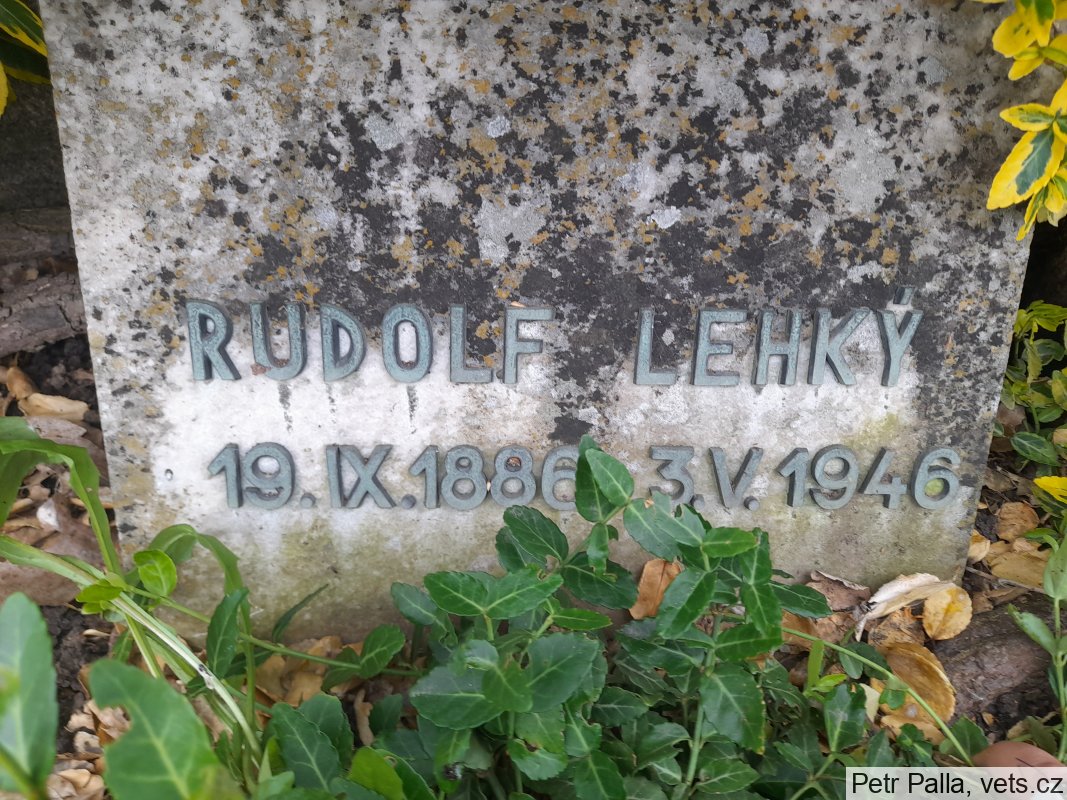 RUDOLF LEHKÝ
19. IX. 1886 3. V. 1946
Petr Palla, vets.cz